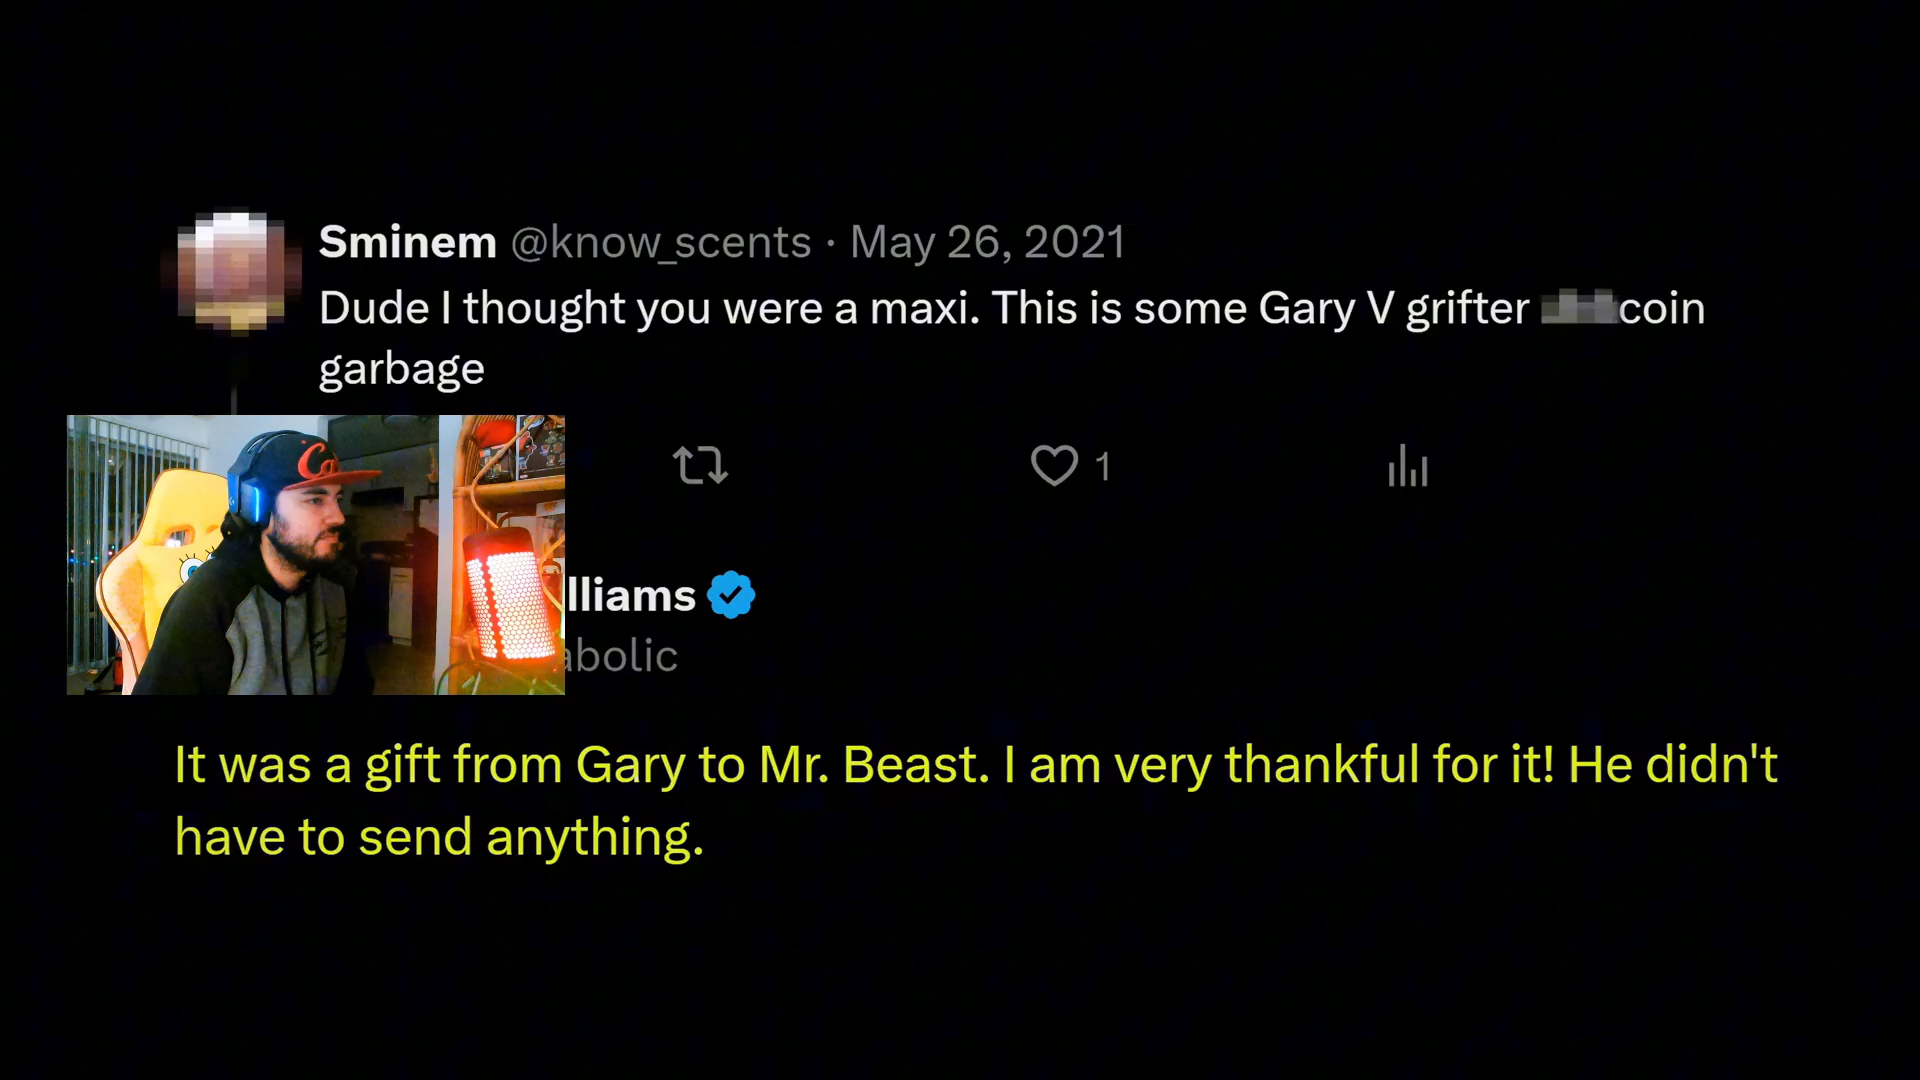 Sminem @know_scents · May 26, 2021
Dude I thought you were a maxi. This is some Gary V grifter coin
garbage
1
lliams
abolic
It was a gift from Gary to Mr. Beast. I am very thankful for it! He didn't
have to send anything.